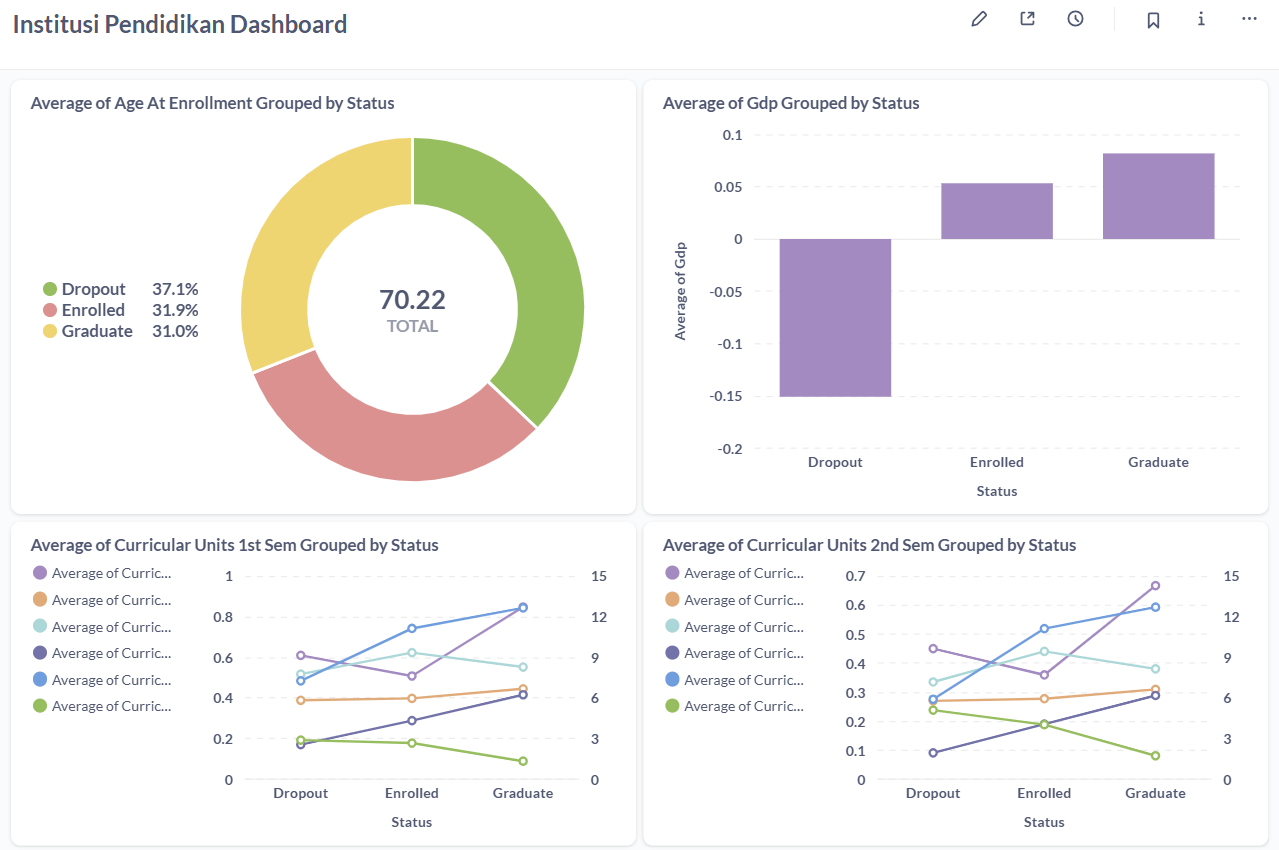 Institusi Pendidikan Dashboard
Average of Age At Enrollment Grouped by Status
Dropout 37.1%
Enrolled 31.9%
Graduate 31.0%
70.22
TOTAL
Average of Gdp Grouped by Status
Average of Gdp
0.1
0.05
0
-0.05
-0.1
-0.15
-0.2
Dropout Enrolled Graduate
Status
Average of Curricular Units 1st Sem Grouped by Status
Average of Curric...
Average of Curric...
Average of Curric...
Average of Curric...
Average of Curric...
Average of Curric...
1 15
0.8 12
0.6 9
0.4 6
0.2 3
0 0
Dropout Enrolled Graduate
Status
Average of Curricular Units 2nd Sem Grouped by Status
Average of Curric...
Average of Curric...
Average of Curric...
Average of Curric...
Average of Curric...
Average of Curric...
0.7 15
0.6 12
0.5
0.4 9
0.3 6
0.2 3
0.1
0 0
Dropout Enrolled Graduate
Status